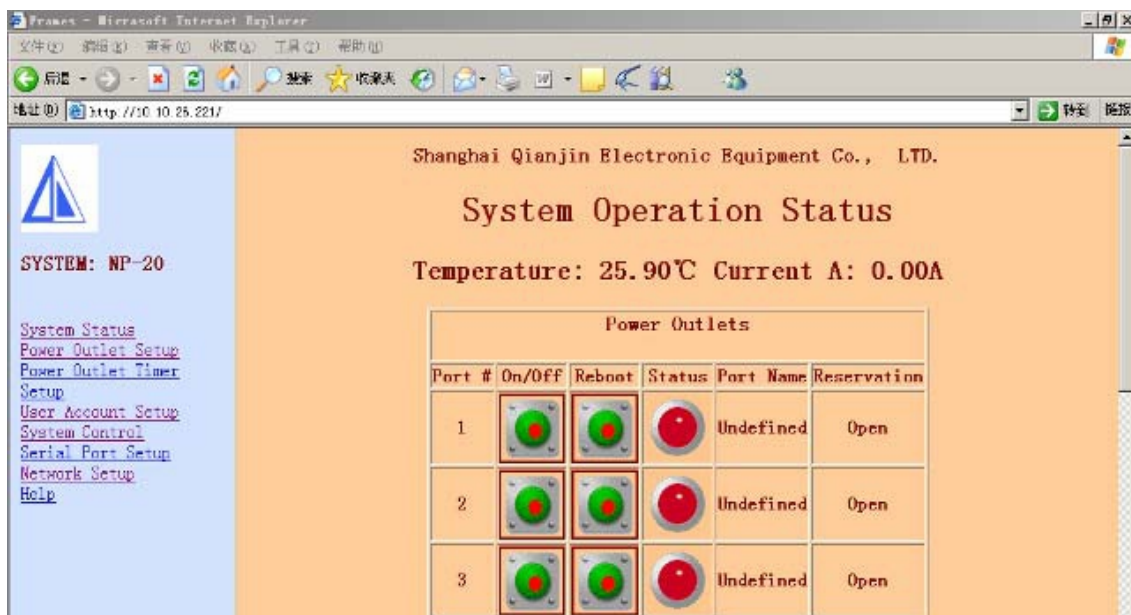 Frames - Microsoft Internet Explorer
文件(F) 编辑(E) 查看(V) 收藏(A) 工具(T) 帮助(H)
后退 搜索 收藏夹
地址(D) http://10.10.25.221/ 转到 链接
Shanghai Qianjin Electronic Equipment Co., LTD.
System Operation Status
SYSTEM: NP-20
Temperature: 25.90℃ Current A: 0.00A
System Status
Power Outlet Setup
Power Outlet Timer
Setup
User Account Setup
System Control
Serial Port Setup
Network Setup
Help
Power Outlets
Port # On/Off Reboot Status Port Name Reservation
1 Undefined Open
2 Undefined Open
3 Undefined Open